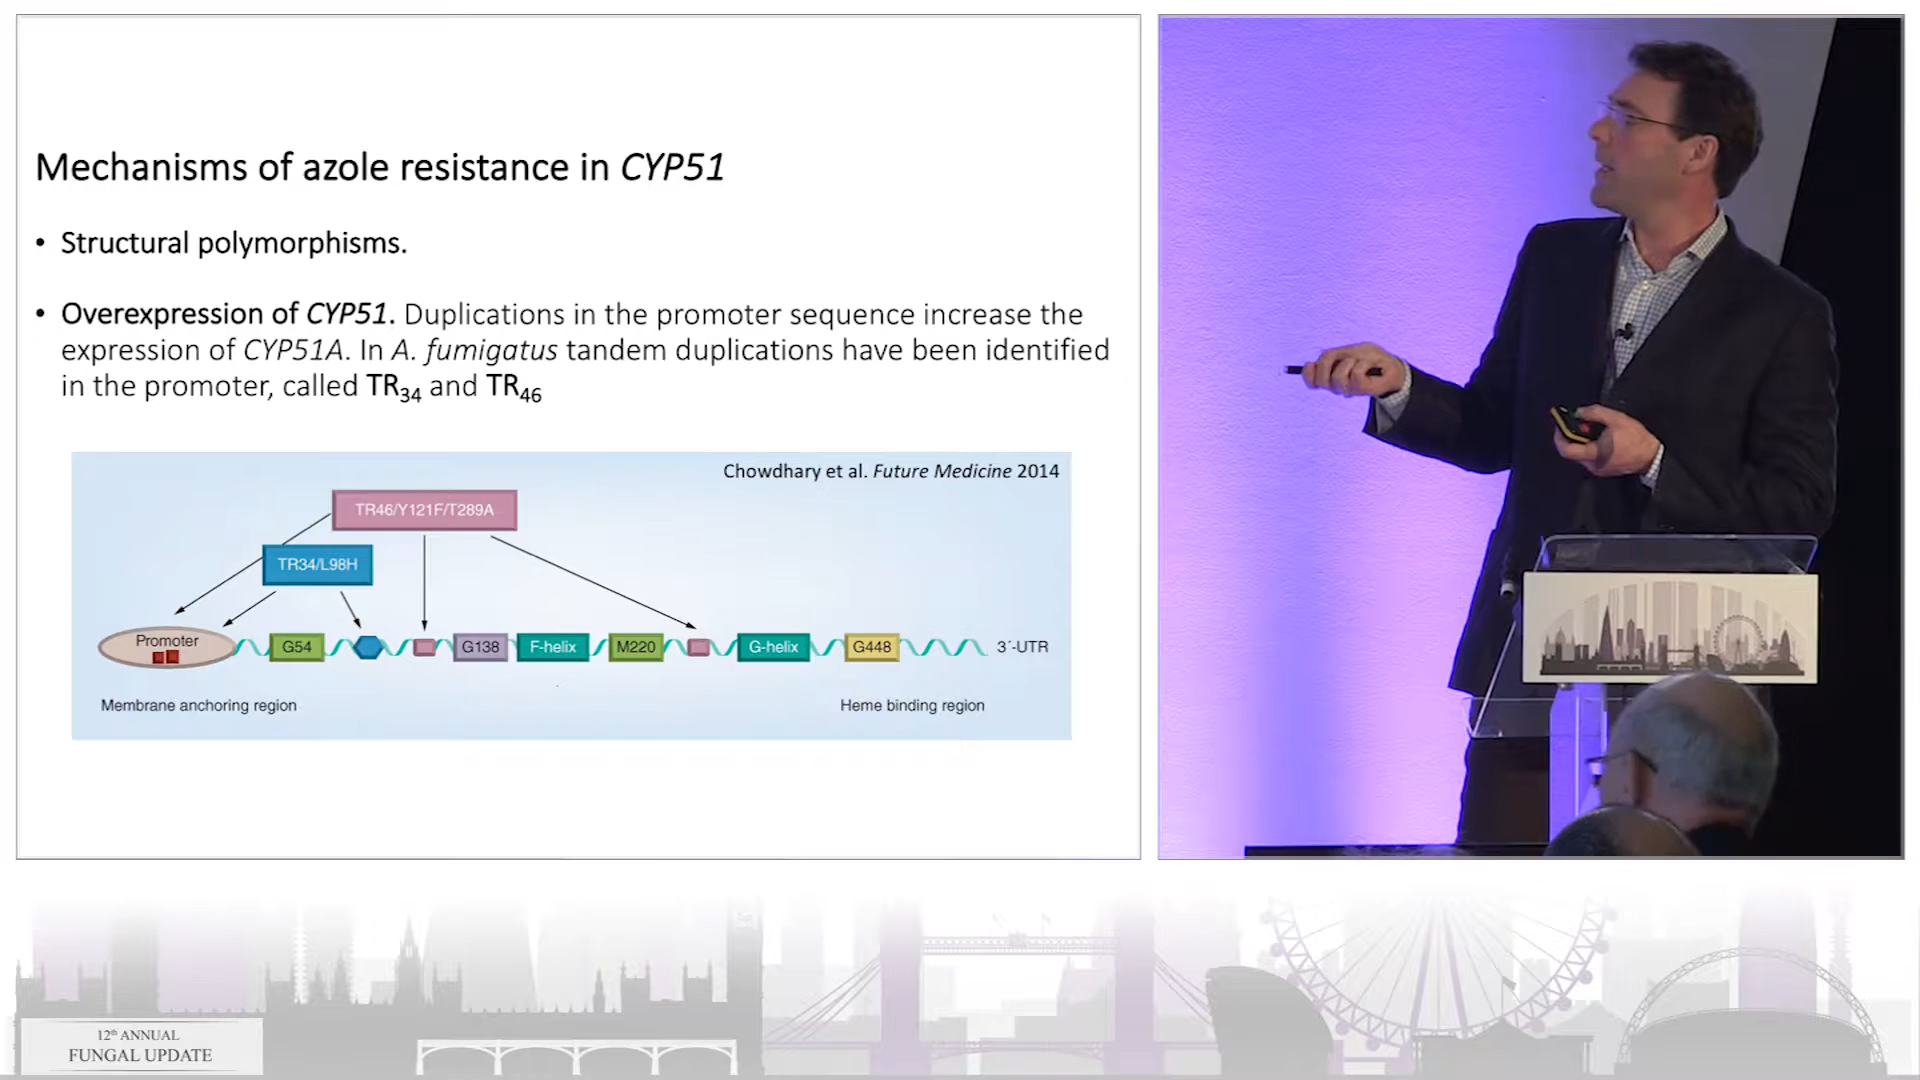 Mechanisms of azole resistance in CYP51
• Structural polymorphisms.
• Overexpression of CYP51. Duplications in the promoter sequence increase the
expression of CYP51A. In A. fumigatus tandem duplications have been identified
in the promoter, called TR34 and TR46
Chowdhary et al. Future Medicine 2014
TR46/Y121F/T289A
TR34/L98H
Promoter
G54
G138
F-helix
M220
G-helix
G448
3´-UTR
Membrane anchoring region
Heme binding region
12th ANNUAL
FUNGAL UPDATE